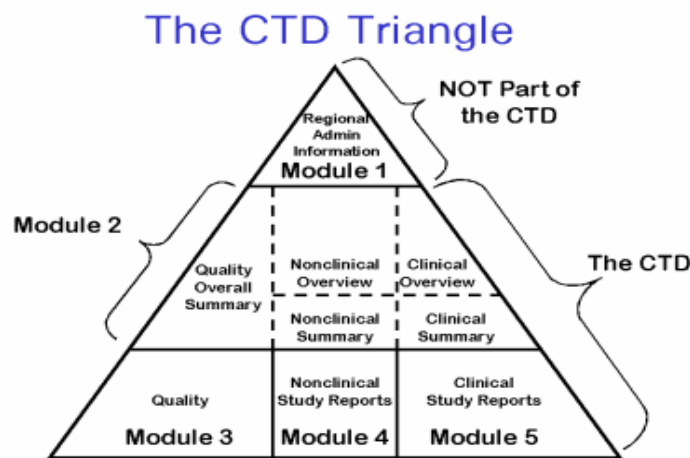 The CTD Triangle
NOT Part of
the CTD
Regional
Admin
Information
Module 1
Module 2
The CTD
Quality
Overall
Summary
Nonclinical
Overview
Clinical
Overview
Nonclinical
Summary
Clinical
Summary
Quality
Module 3
Nonclinical
Study Reports
Module 4
Clinical
Study Reports
Module 5